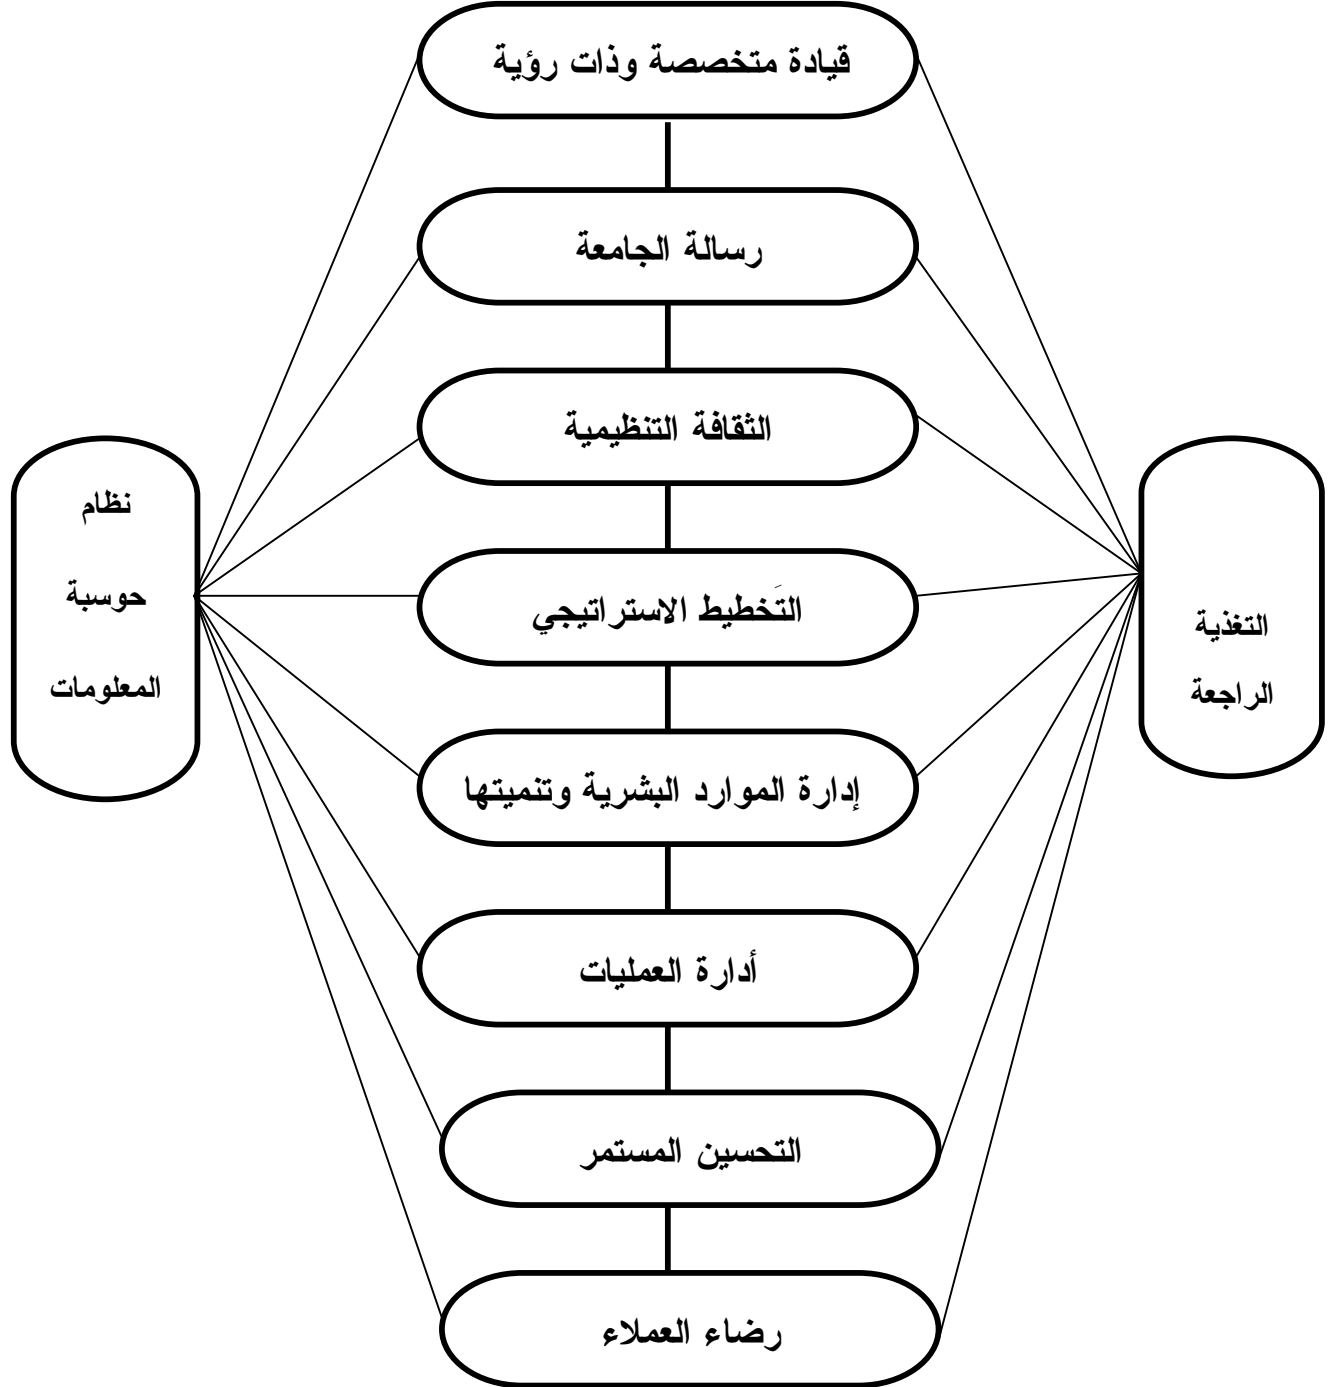 قيادة متخصصة وذات رؤية
رسالة الجامعة
الثقافة التنظيمية
التَخطيط الاستراتيجي
إدارة الموارد البشرية وتنميتها
أدارة العمليات
التحسين المستمر
رضاء العملاء
التغذية
الراجعة
نظام
حوسبة
المعلومات